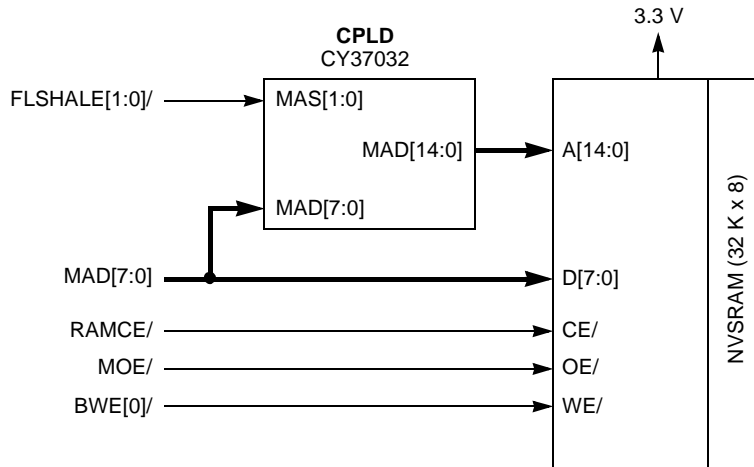 3.3 V
CPLD
CY37032
FLSHALE[1:0]/
MAS[1:0]
MAD[14:0]
A[14:0]
MAD[7:0]
MAD[7:0]
D[7:0]
RAMCE/
CE/
MOE/
OE/
BWE[0]/
WE/
NVSRAM (32 K x 8)